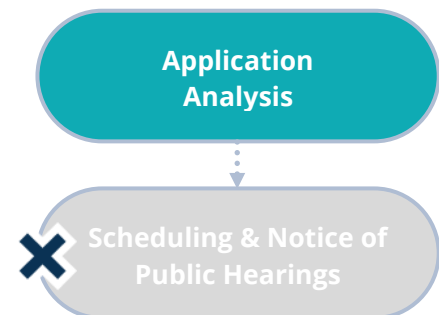 Application
Analysis
Scheduling & Notice of
Public Hearings